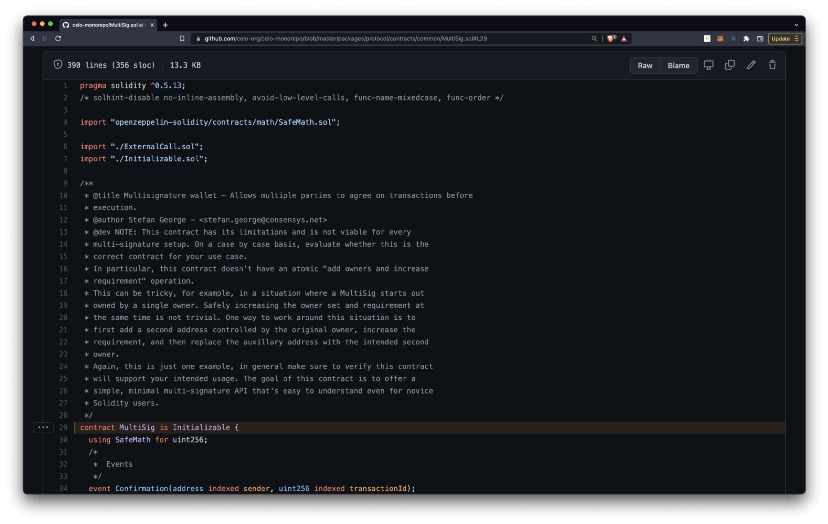 celo-monorepo/MultiSig.sol at
github.com/celo-org/celo-monorepo/blob/master/packages/protocol/contracts/common/MultiSig.sol#L29
Update
390 lines (356 sloc) 13.3 KB
Raw Blame
1 pragma solidity ^0.5.13;
2 /* solhint-disable no-inline-assembly, avoid-low-level-calls, func-name-mixedcase, func-order */
3
4 import "openzeppelin-solidity/contracts/math/SafeMath.sol";
5
6 import "./ExternalCall.sol";
7 import "./Initializable.sol";
8
9 /**
10 * @title Multisignature wallet - Allows multiple parties to agree on transactions before
11 * execution.
12 * @author Stefan George - <stefan.george@consensys.net>
13 * @dev NOTE: This contract has its limitations and is not viable for every
14 * multi-signature setup. On a case by case basis, evaluate whether this is the
15 * correct contract for your use case.
16 * In particular, this contract doesn't have an atomic "add owners and increase
17 * requirement" operation.
18 * This can be tricky, for example, in a situation where a MultiSig starts out
19 * owned by a single owner. Safely increasing the owner set and requirement at
20 * the same time is not trivial. One way to work around this situation is to
21 * first add a second address controlled by the original owner, increase the
22 * requirement, and then replace the auxillary address with the intended second
23 * owner.
24 * Again, this is just one example, in general make sure to verify this contract
25 * will support your intended usage. The goal of this contract is to offer a
26 * simple, minimal multi-signature API that's easy to understand even for novice
27 * Solidity users.
28 */
29 contract MultiSig is Initializable {
30 using SafeMath for uint256;
31 /*
32 * Events
33 */
34 event Confirmation(address indexed sender, uint256 indexed transactionId);